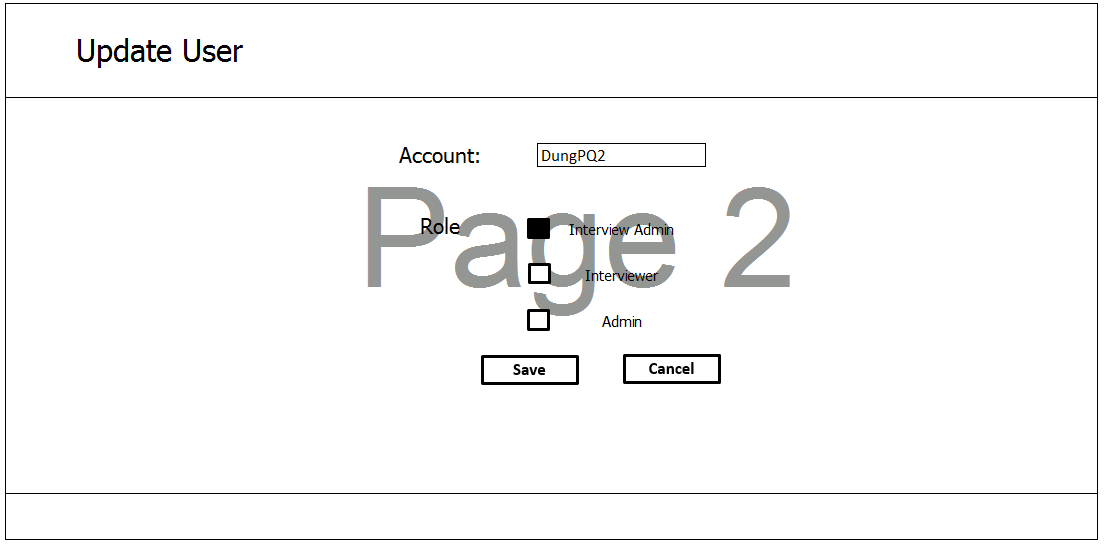 Update User
Account: DungPQ2
Page 2
Role Interview Admin
Interviewer
Admin
Save Cancel